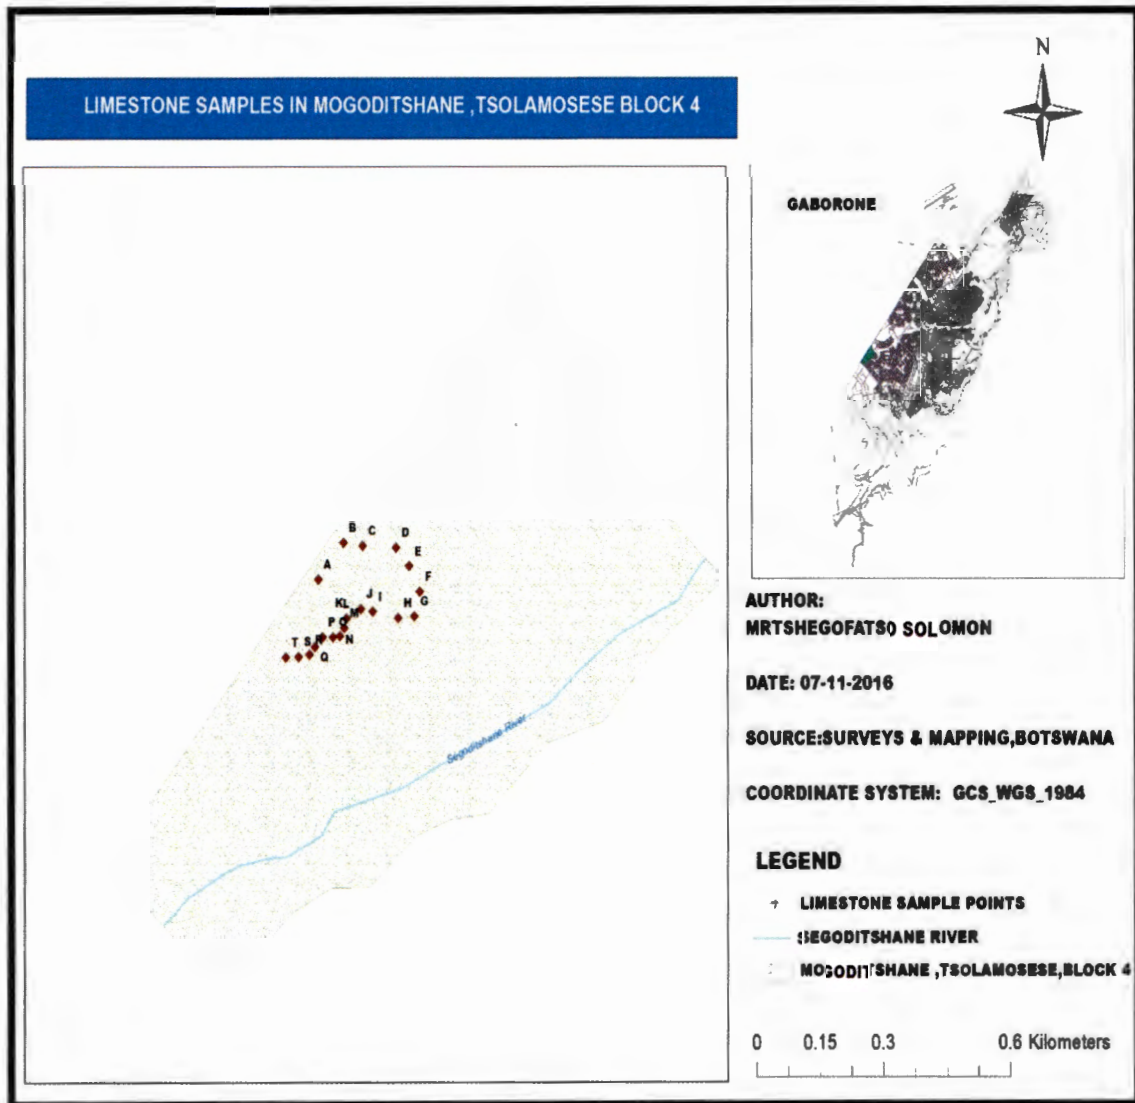 N
LIMESTONE SAMPLES IN MOGODITSHANE ,TSOLAMOSESE BLOCK 4
GABORONE
B C D
E
A
F
KL J I
M
H G
P O
N
T S R
Q
Segoditshane River
AUTHOR:
MRTSHEGOFATSO SOLOMON
DATE: 07-11-2016
SOURCE:SURVEYS & MAPPING,BOTSWANA
COORDINATE SYSTEM: GCS_WGS_1984
LEGEND
LIMESTONE SAMPLE POINTS
SEGODITSHANE RIVER
MOGODITSHANE ,TSOLAMOSESE,BLOCK 4
0 0.15 0.3 0.6 Kilometers